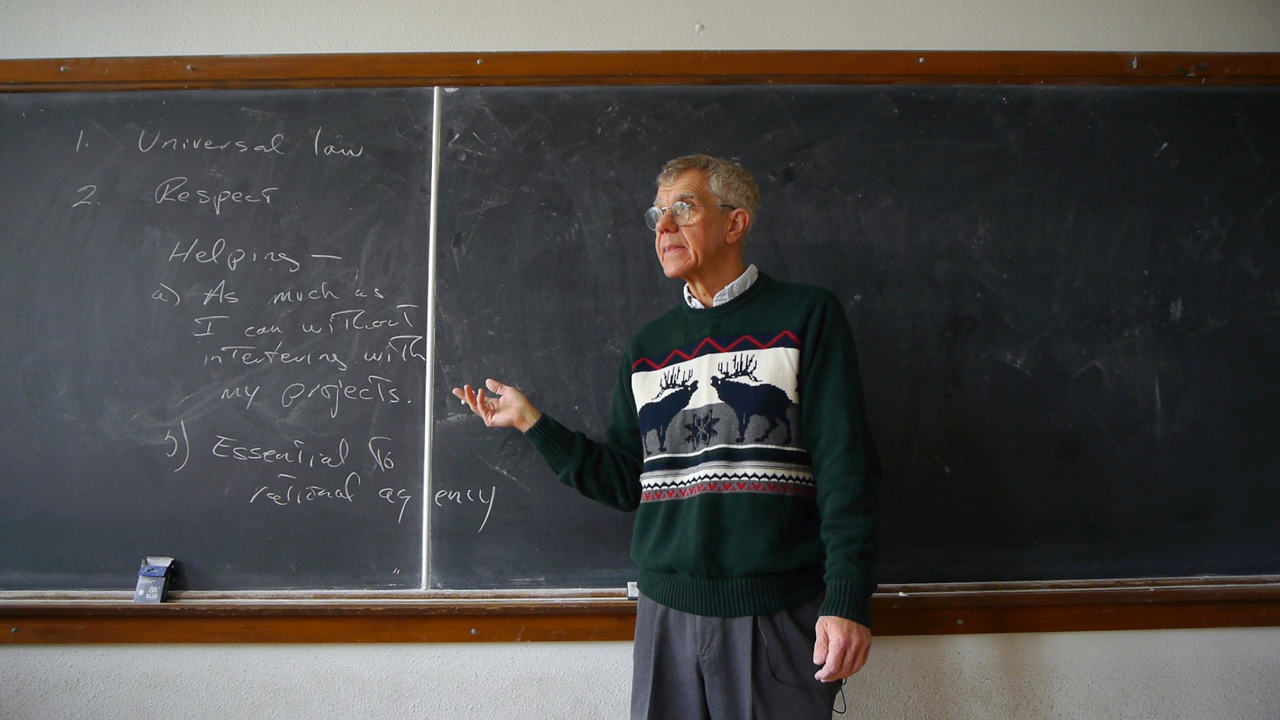 1. Universal law
2. Respect
Helping —
a) As much as
I can without
interfering with
my projects.
b) Essential to
rational agency